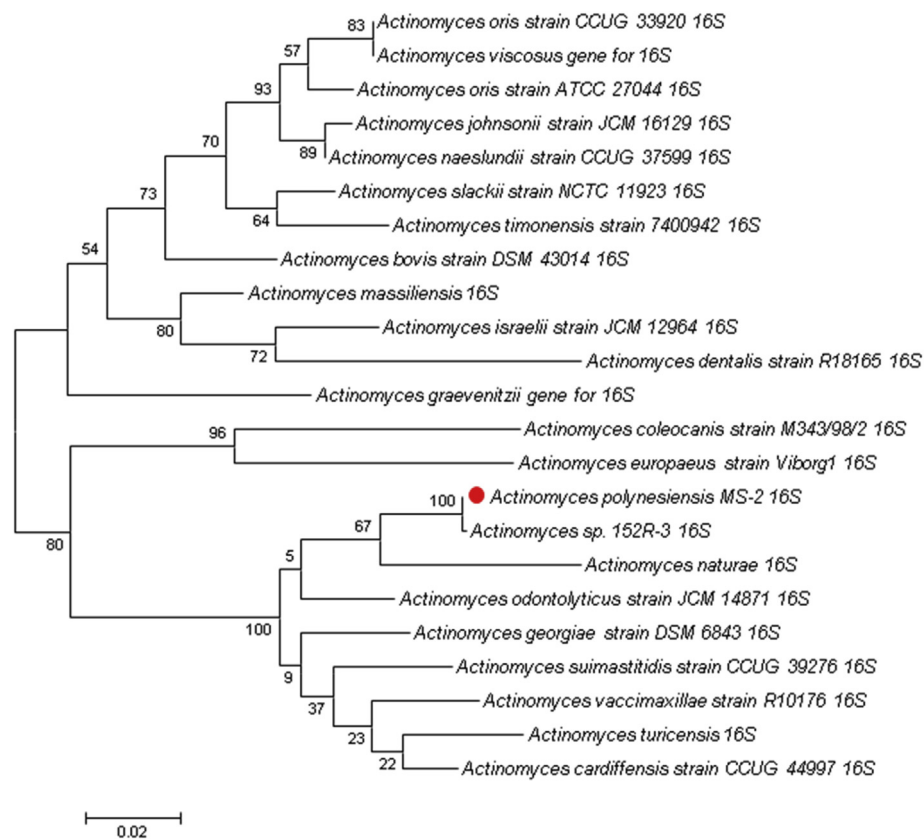 83
Actinomyces oris strain CCUG 33920 16S
Actinomyces viscosus gene for 16S
57
Actinomyces oris strain ATCC 27044 16S
93
Actinomyces johnsonii strain JCM 16129 16S
89
Actinomyces naeslundii strain CCUG 37599 16S
70
Actinomyces slackii strain NCTC 11923 16S
64
Actinomyces timonensis strain 7400942 16S
73
Actinomyces bovis strain DSM 43014 16S
54
Actinomyces massiliensis 16S
80
Actinomyces israelii strain JCM 12964 16S
72
Actinomyces dentalis strain R18165 16S
Actinomyces graevenitzii gene for 16S
96
Actinomyces coleocanis strain M343/98/2 16S
Actinomyces europaeus strain Viborg1 16S
80
100
Actinomyces polynesiensis MS-2 16S
Actinomyces sp. 152R-3 16S
67
Actinomyces naturae 16S
5
Actinomyces odontolyticus strain JCM 14871 16S
100
Actinomyces georgiae strain DSM 6843 16S
9
Actinomyces suimastitidis strain CCUG 39276 16S
37
Actinomyces vaccimaxillae strain R10176 16S
23
Actinomyces turicensis 16S
22
Actinomyces cardiffensis strain CCUG 44997 16S
0.02